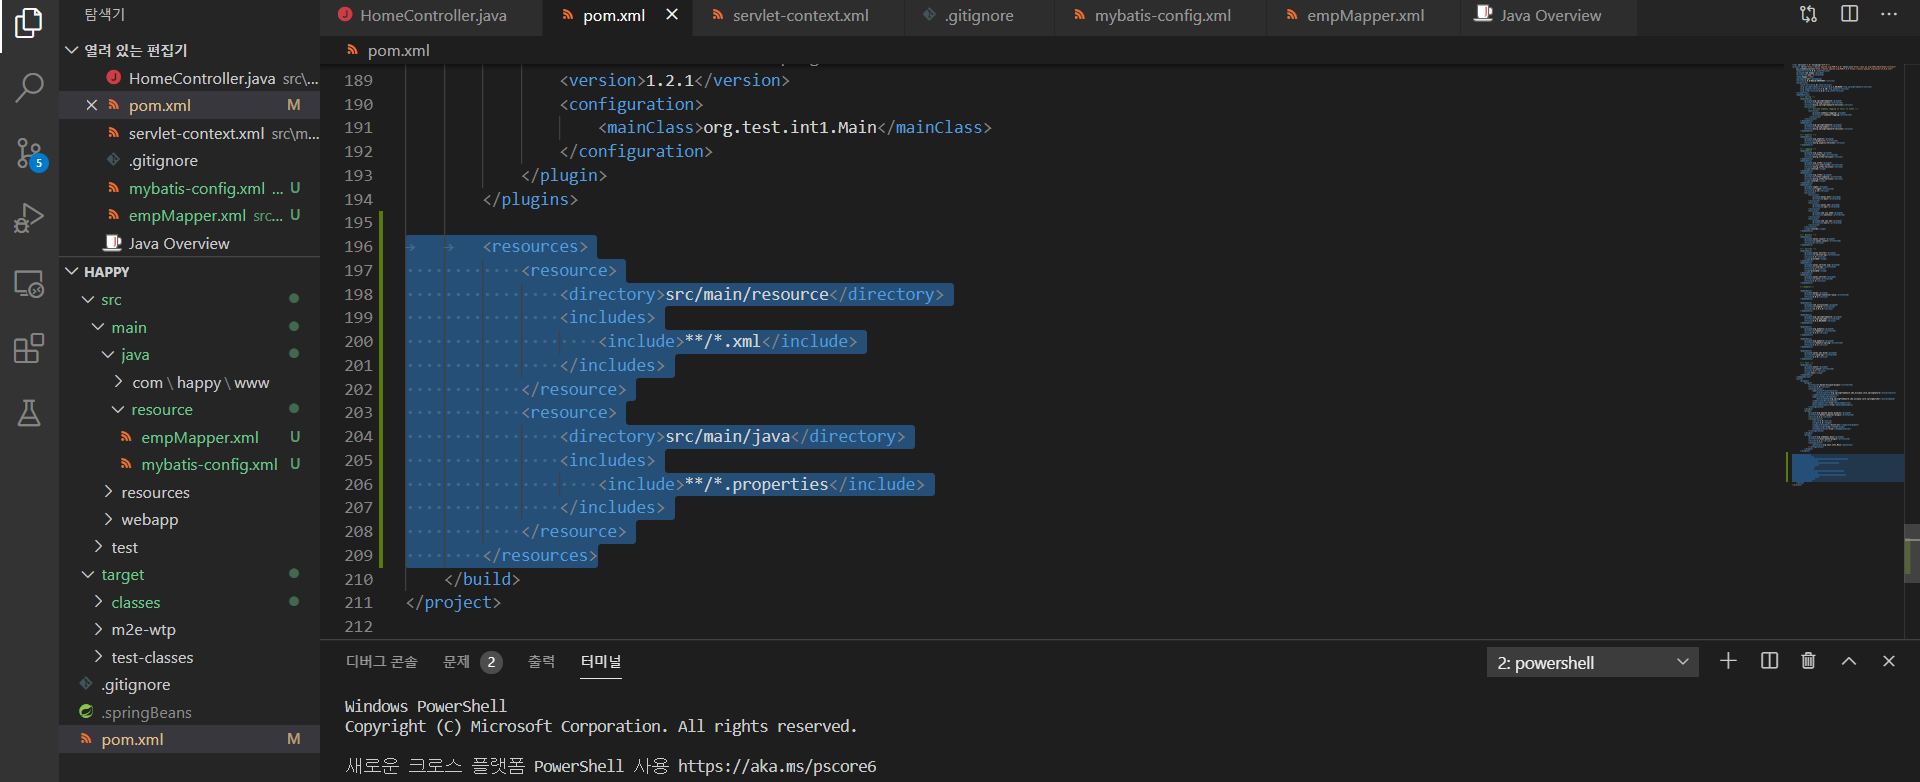 탐색기
열려 있는 편집기
HomeController.java src\...
pom.xml M
servlet-context.xml src\m...
.gitignore
mybatis-config.xml ... U
empMapper.xml src... U
Java Overview
HAPPY
src
main
java
com \ happy \ www
resource
empMapper.xml U
mybatis-config.xml U
resources
webapp
test
target
classes
m2e-wtp
test-classes
.gitignore
.springBeans
pom.xml M
5
HomeController.java pom.xml servlet-context.xml .gitignore mybatis-config.xml empMapper.xml Java Overview
pom.xml
189 <version>1.2.1</version>
190 <configuration>
191 <mainClass>org.test.int1.Main</mainClass>
192 </configuration>
193 </plugin>
194 </plugins>
195
196 <resources>
197 <resource>
198 <directory>src/main/resource</directory>
199 <includes>
200 <include>**/*.xml</include>
201 </includes>
202 </resource>
203 <resource>
204 <directory>src/main/java</directory>
205 <includes>
206 <include>**/*.properties</include>
207 </includes>
208 </resource>
209 </resources>
210 </build>
211 </project>
212
디버그 콘솔 문제 2 출력 터미널 2: powershell
Windows PowerShell
Copyright (C) Microsoft Corporation. All rights reserved.
새로운 크로스 플랫폼 PowerShell 사용 https://aka.ms/pscore6